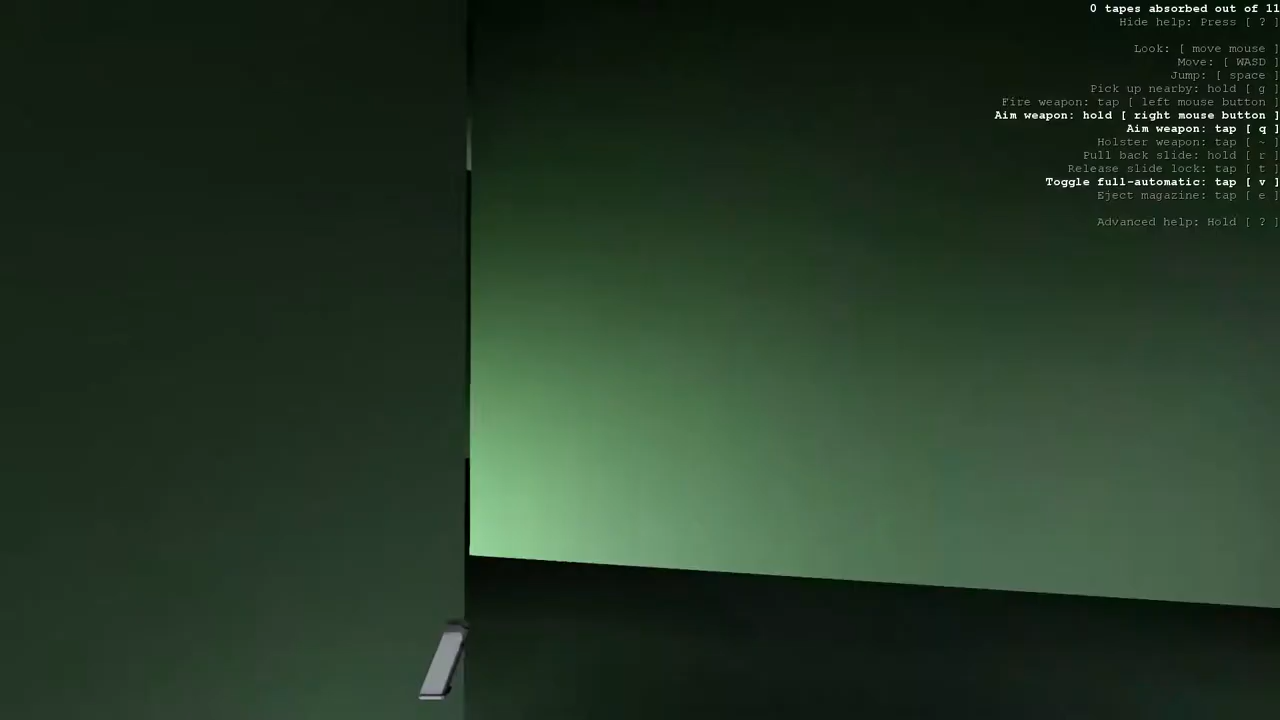 0 tapes absorbed out of 11
Hide help: Press [ ? ]
Look: [ move mouse ]
Move: [ WASD ]
Jump: [ space ]
Pick up nearby: hold [ g ]
Fire weapon: tap [ left mouse button ]
Aim weapon: hold [ right mouse button ]
Aim weapon: tap [ q ]
Holster weapon: tap [ ~ ]
Pull back slide: hold [ r ]
Release slide lock: tap [ t ]
Toggle full-automatic: tap [ v ]
Eject magazine: tap [ e ]
Advanced help: Hold [ ? ]